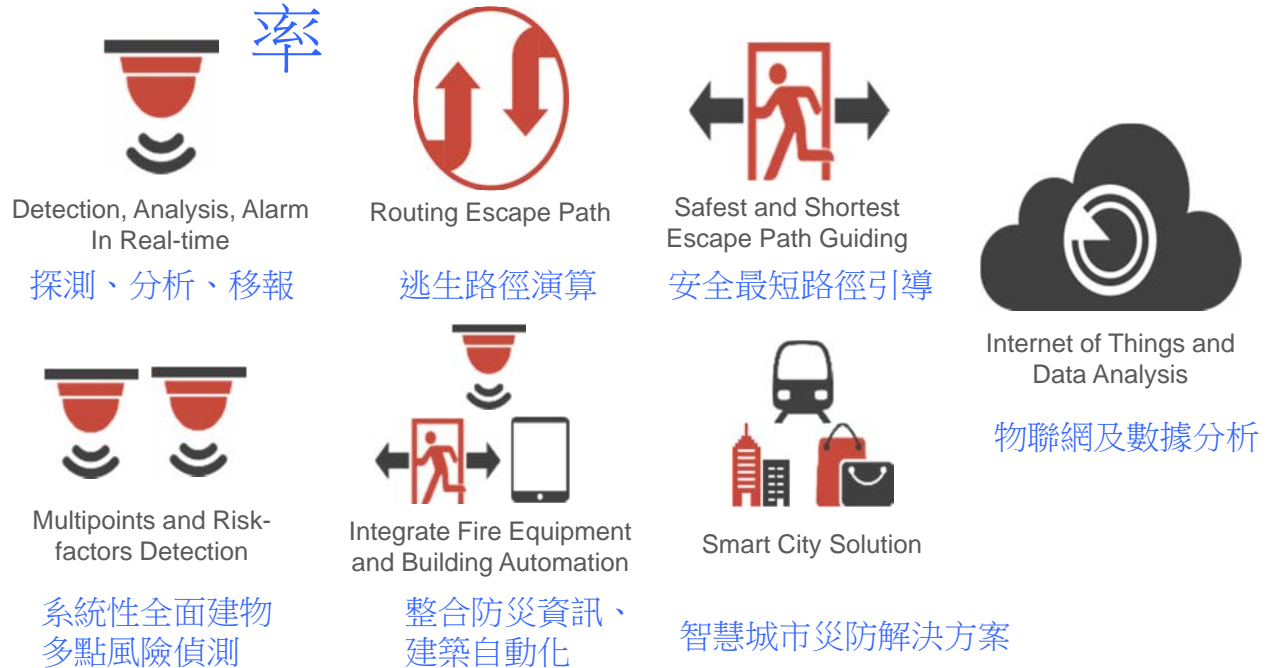 率
Detection, Analysis, Alarm
In Real-time
探測、分析、移報
Routing Escape Path
逃生路徑演算
Safest and Shortest
Escape Path Guiding
安全最短路徑引導
Internet of Things and
Data Analysis
物聯網及數據分析
Multipoints and Risk-
factors Detection
系統性全面建物
多點風險偵測
Integrate Fire Equipment
and Building Automation
整合防災資訊、
建築自動化
Smart City Solution
智慧城市災防解決方案